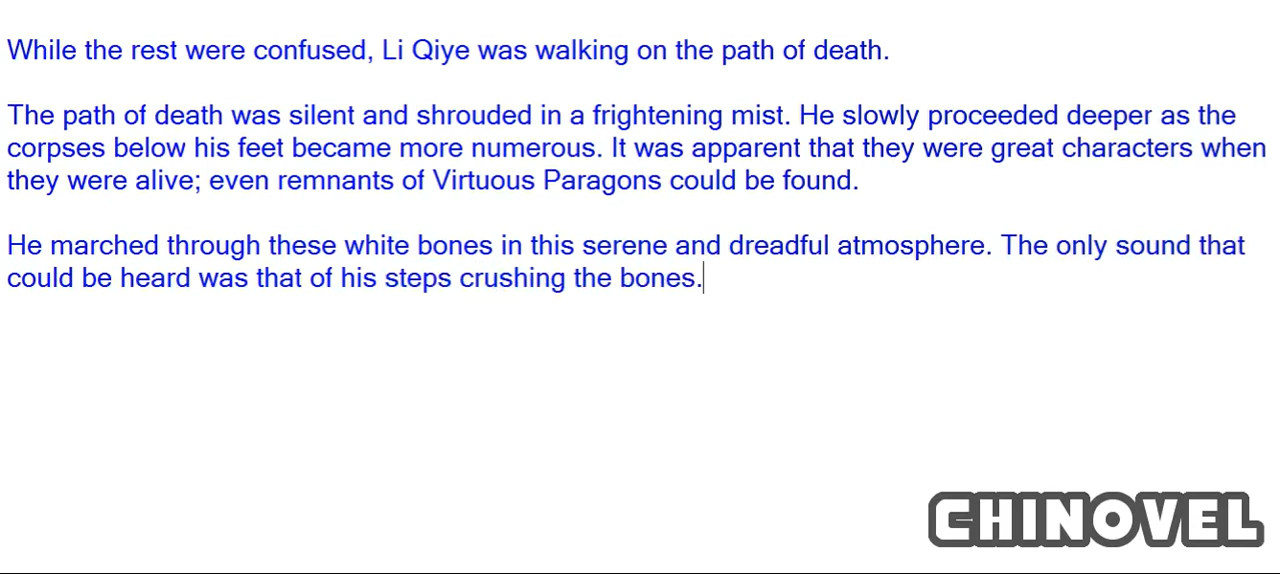 While the rest were confused, Li Qiye was walking on the path of death.
The path of death was silent and shrouded in a frightening mist. He slowly proceeded deeper as the
corpses below his feet became more numerous. It was apparent that they were great characters when
they were alive; even remnants of Virtuous Paragons could be found.
He marched through these white bones in this serene and dreadful atmosphere. The only sound that
could be heard was that of his steps crushing the bones.
CHINOVEL